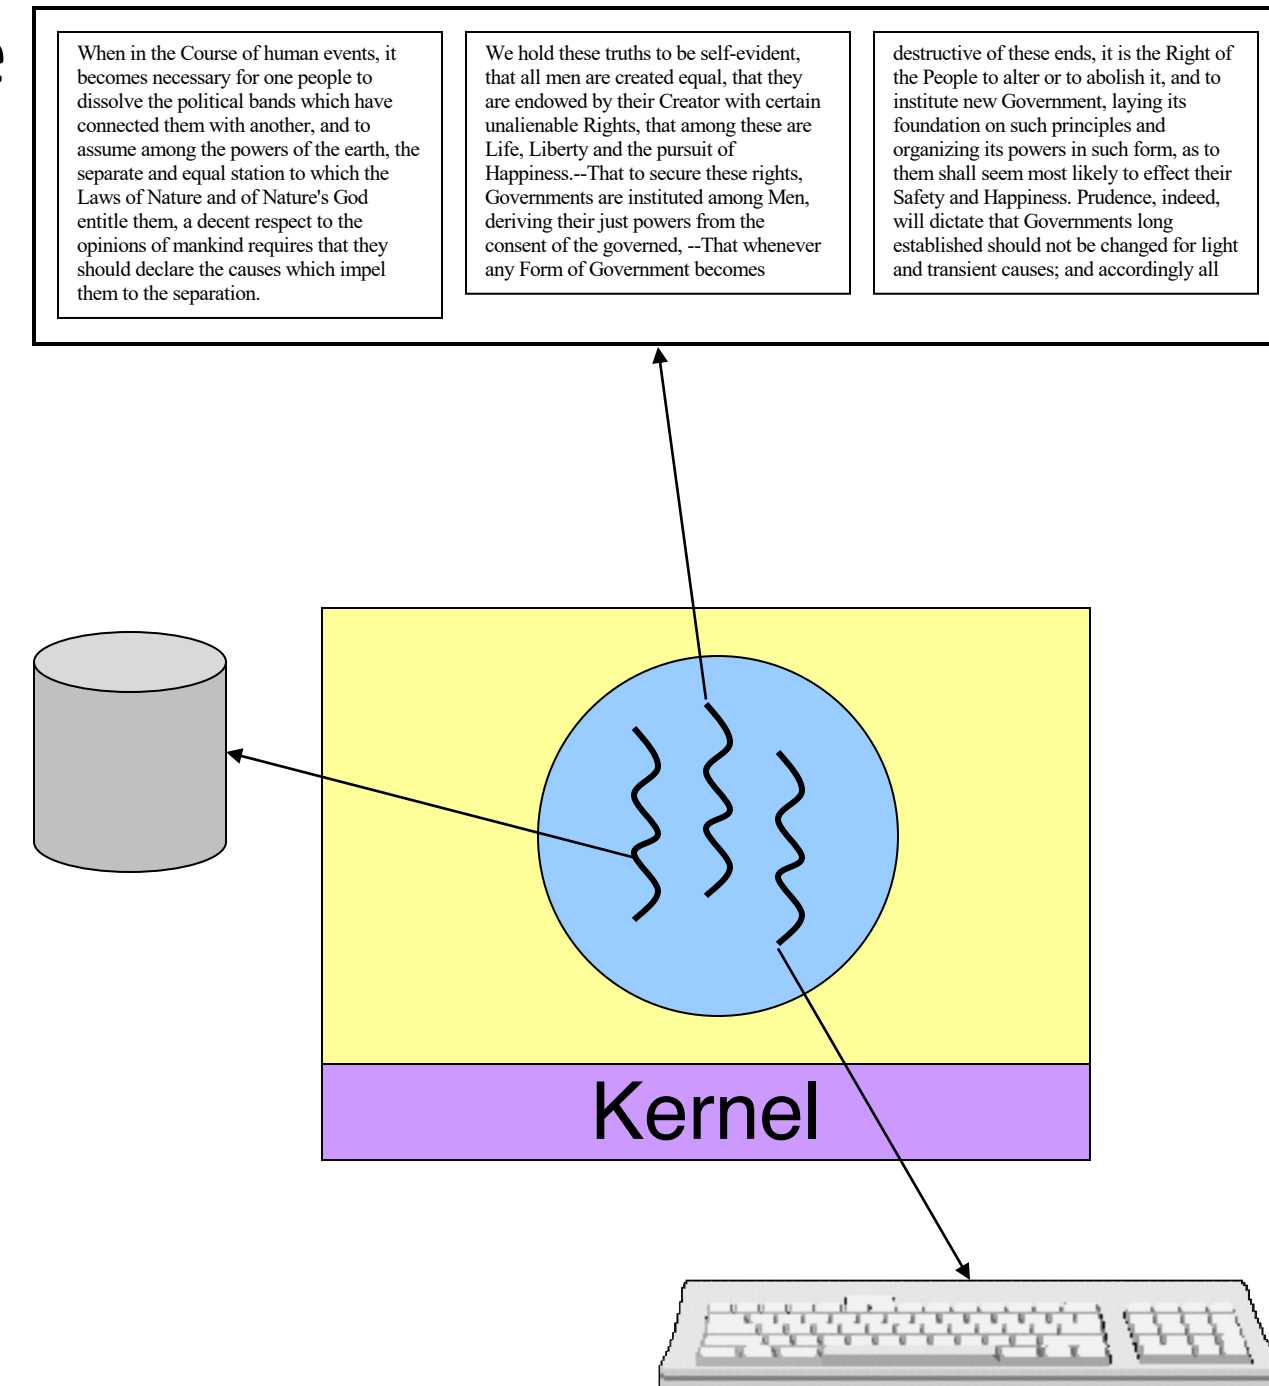 When in the Course of human events, it
becomes necessary for one people to
dissolve the political bands which have
connected them with another, and to
assume among the powers of the earth, the
separate and equal station to which the
Laws of Nature and of Nature's God
entitle them, a decent respect to the
opinions of mankind requires that they
should declare the causes which impel
them to the separation.
We hold these truths to be self-evident,
that all men are created equal, that they
are endowed by their Creator with certain
unalienable Rights, that among these are
Life, Liberty and the pursuit of
Happiness.--That to secure these rights,
Governments are instituted among Men,
deriving their just powers from the
consent of the governed, --That whenever
any Form of Government becomes
destructive of these ends, it is the Right of
the People to alter or to abolish it, and to
institute new Government, laying its
foundation on such principles and
organizing its powers in such form, as to
them shall seem most likely to effect their
Safety and Happiness. Prudence, indeed,
will dictate that Governments long
established should not be changed for light
and transient causes; and accordingly all
Kernel